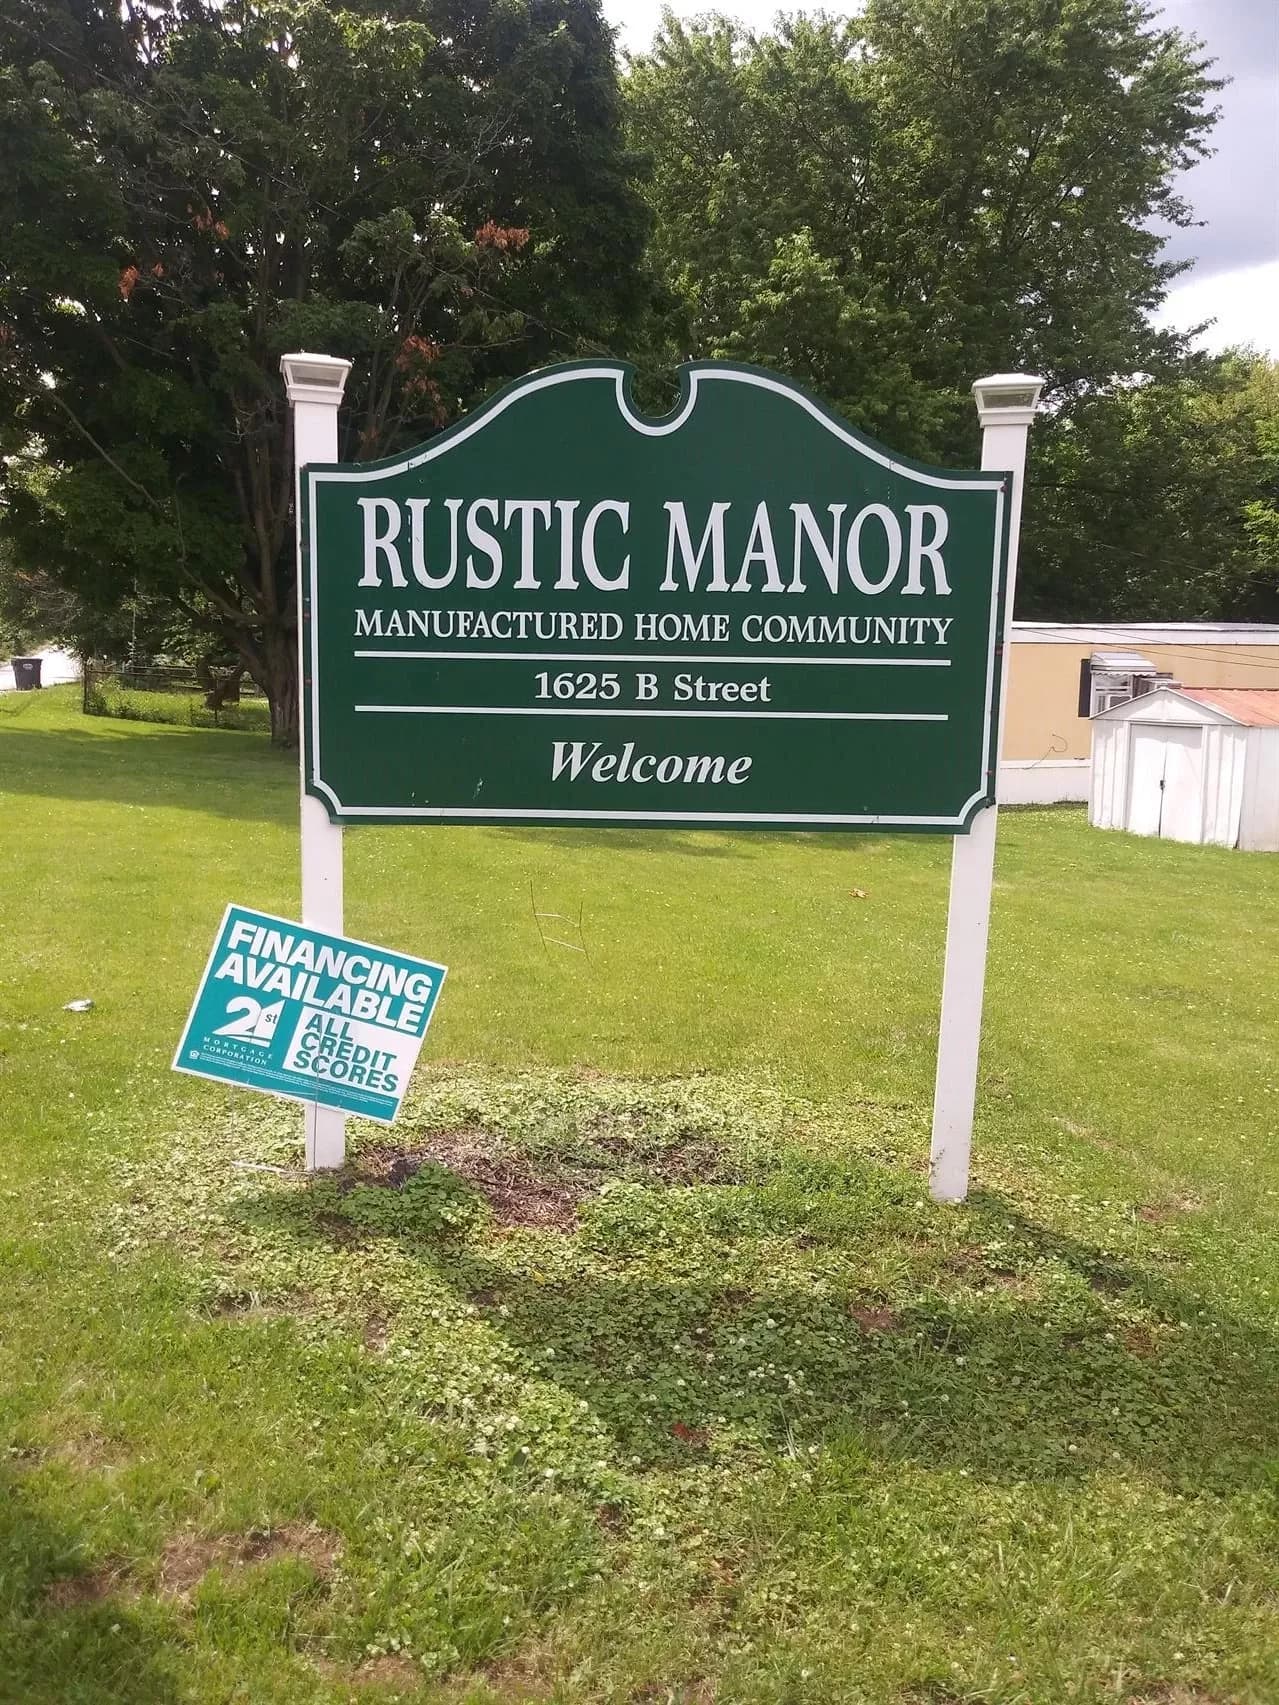 RUSTIC MANOR
MANUFACTURED HOME COMMUNITY
1625 B Street
Welcome
FINANCING
AVAILABLE
21st
MORTGAGE
CORPORATION
ALL
CREDIT
SCORES